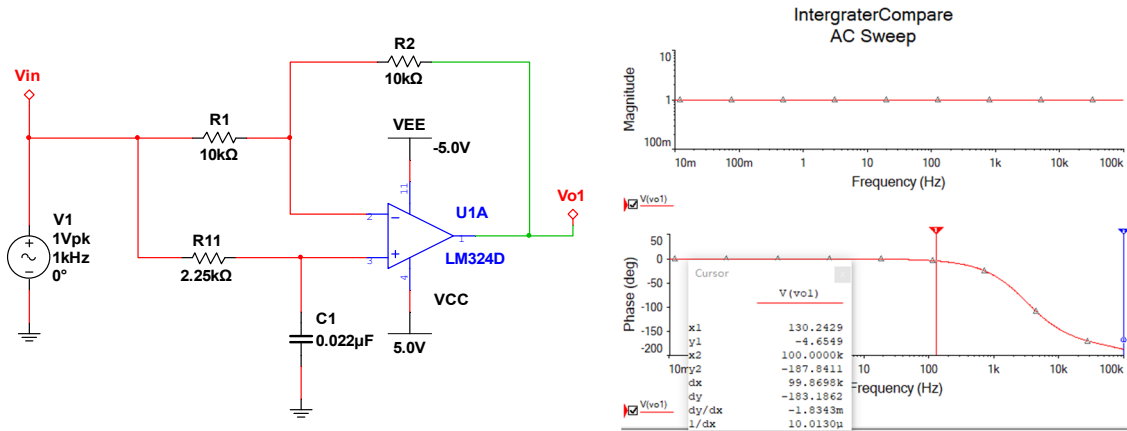 R2
10kΩ
Vin
R1
10kΩ
VEE
-5.0V
11
2
U1A
Vo1
V1
1Vpk
1kHz
0°
R11
2.25kΩ
3
1
LM324D
4
VCC
5.0V
C1
0.022µF
IntergraterCompare
AC Sweep
Magnitude
10
1
100m
10m 100m 1 10 100 1k 10k 100k
Frequency (Hz)
V(vo1)
Phase (deg)
50
0
-50
-100
-150
-200
10m 1k 10k 100k
Frequency (Hz)
Cursor
V(vo1)
x1 130.2429
y1 -4.6549
x2 100.0000k
y2 -187.8411
dx 99.8698k
dy -183.1862
dy/dx -1.8343m
1/dx 10.0130µ
V(vo1)